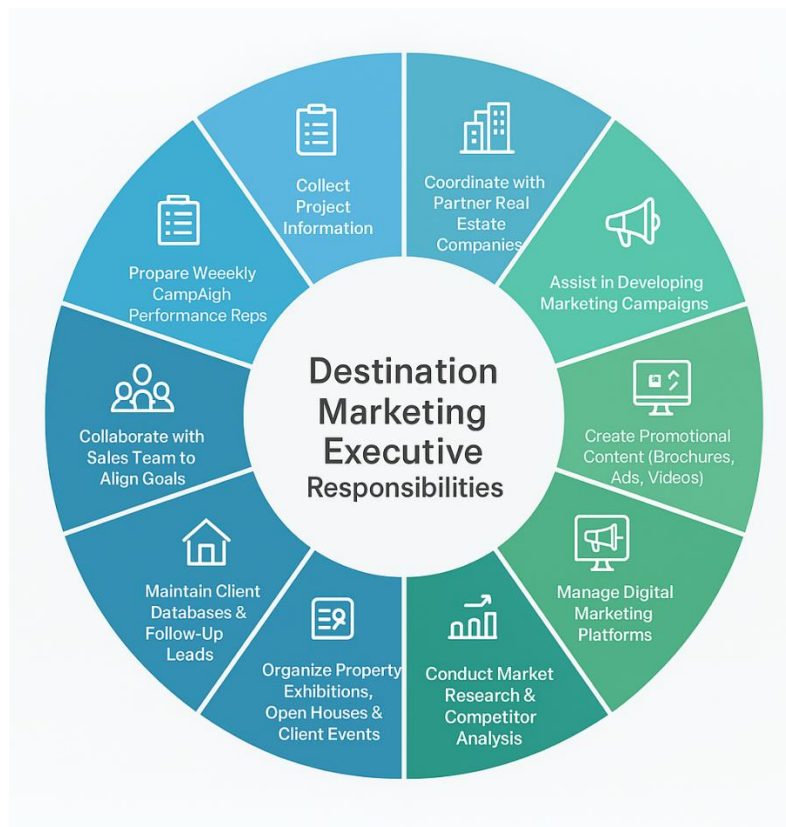 Destination
Marketing
Executive
Responsibilities
Coordinate with
Partner Real
Estate
Companies
Assist in Developing
Marketing Campaigns
Create Promotional
Content (Brochures,
Ads, Videos)
Manage Digital
Marketing
Platforms
Conduct Market
Research &
Competitor
Analysis
Organize Property
Exhibitions,
Open Houses &
Client Events
Maintain Client
Databases &
Follow-Up
Leads
Collaborate with
Sales Team to
Align Goals
Propare Weeekly
CampAigh
Performance Reps
Collect
Project
Information